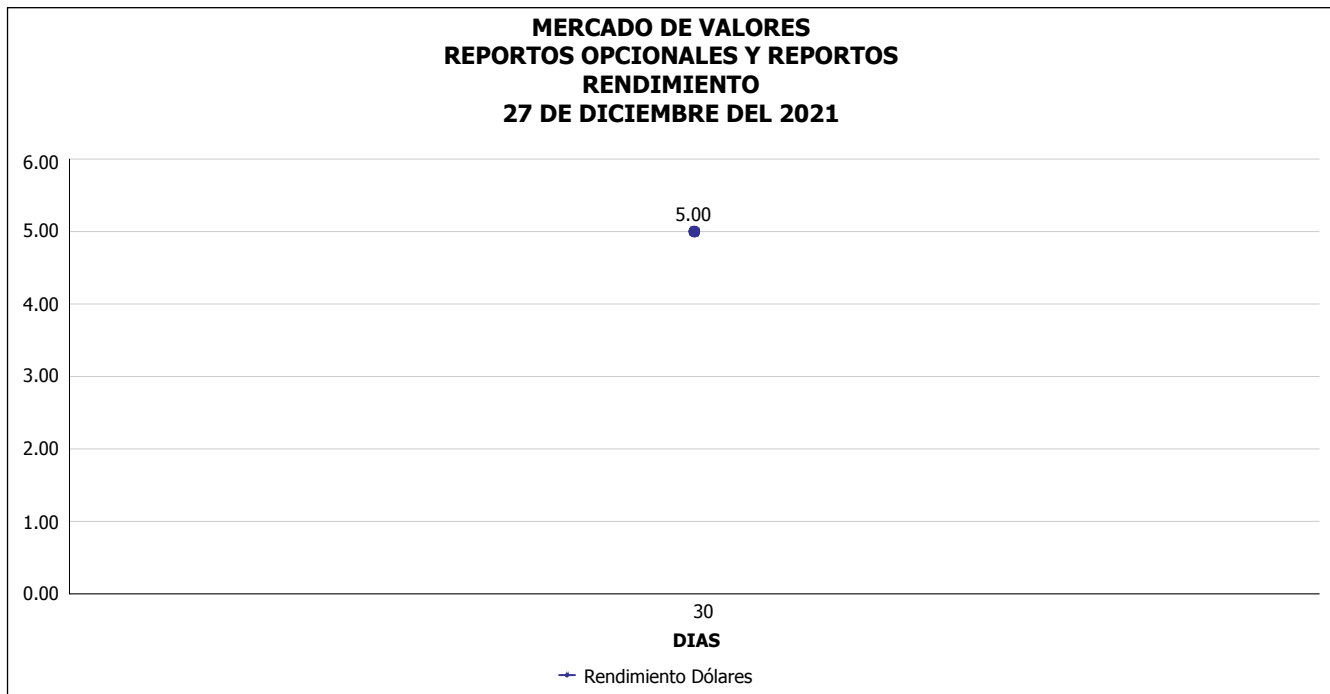 MERCADO DE VALORES
REPORTOS OPCIONALES Y REPORTOS
RENDIMIENTO
27 DE DICIEMBRE DEL 2021
6.00
5.00
5.00
4.00
3.00
2.00
1.00
0.00
30
DIAS
Rendimiento Dólares